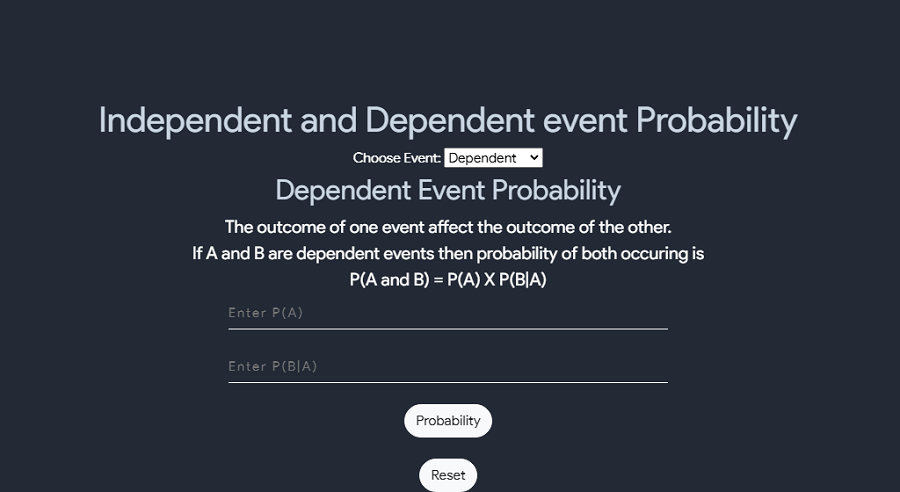 Independent and Dependent event Probability
Choose Event: Dependent
Dependent Event Probability
The outcome of one event affect the outcome of the other.
If A and B are dependent events then probability of both occuring is
P(A and B) = P(A) X P(B|A)
Enter P(A)
Enter P(B|A)
Probability
Reset